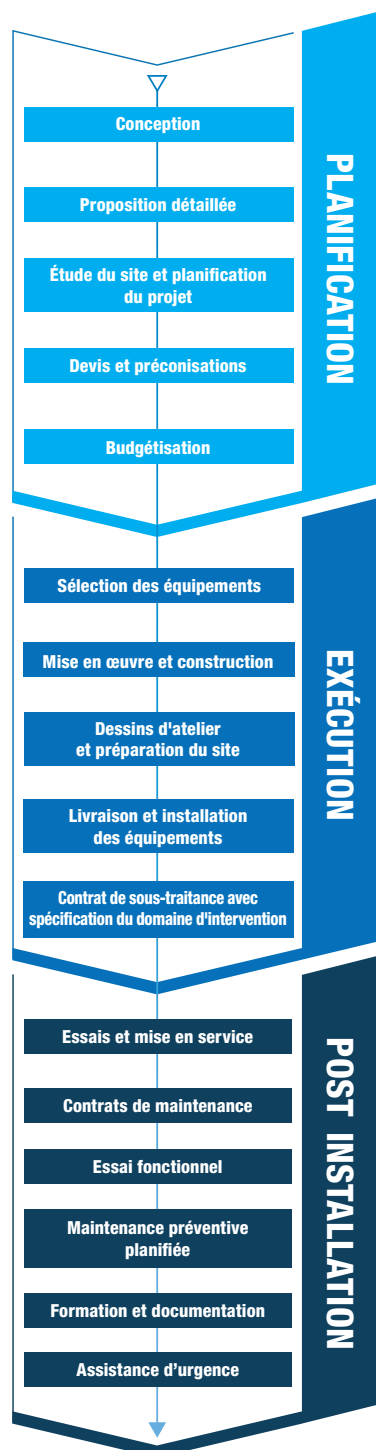 PLANIFICATION
Conception
Proposition détaillée
Étude du site et planification
du projet
Devis et préconisations
Budgétisation
EXÉCUTION
Sélection des équipements
Mise en œuvre et construction
Dessins d'atelier
et préparation du site
Livraison et installation
des équipements
Contrat de sous-traitance avec
spécification du domaine d'intervention
POST INSTALLATION
Essais et mise en service
Contrats de maintenance
Essai fonctionnel
Maintenance préventive
planifiée
Formation et documentation
Assistance d’urgence